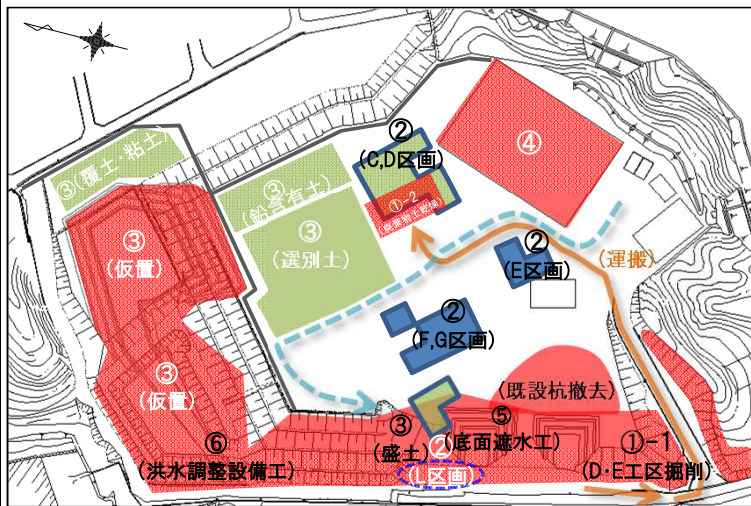 ③(覆土・粘土)
②
(C,D区画)
④
③
(鉛含有土)
①-2
③
(仮置)
③
(選別土)
②
(E区画)
(運搬)
②
(F,G区画)
③
(仮置)
(既設杭撤去)
⑥
(洪水調整設備工)
③
(盛土)
⑤
(底面遮水工)
①-1
(D・E工区掘削)
②
(L区画)